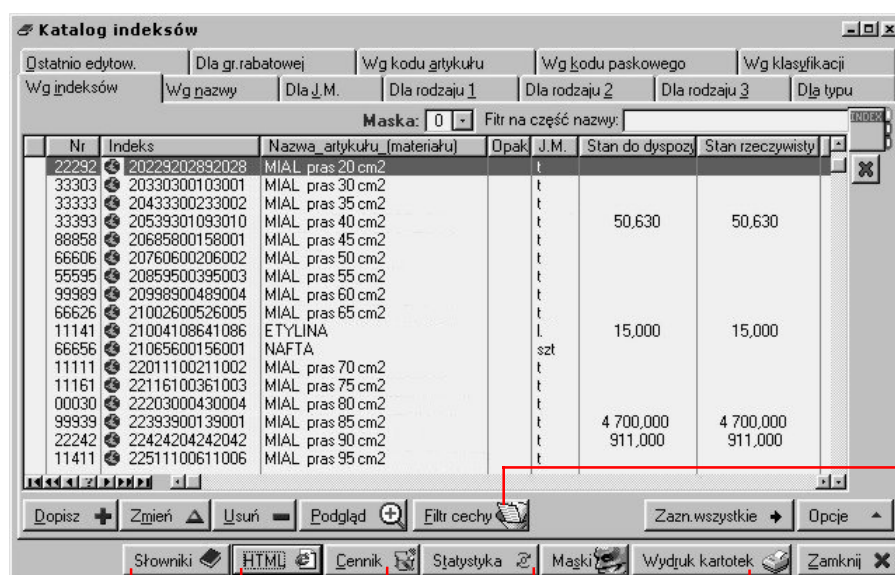 Katalog indeksów
Ostatnio edytow. Dla gr.rabatowej Wg kodu artykułu Wg kodu paskowego Wg klasyfikacji
Wg indeksów Wg nazwy Dla J.M. Dla rodzaju 1 Dla rodzaju 2 Dla rodzaju 3 Dla typu
Maska: 0 Fitr na część nazwy: INDEX
Nr Indeks Nazwa_artykułu_(materiału) Opak J.M. Stan do dyspozy Stan rzeczywisty
22292 20229202892028 MIAL pras 20 cm2 t
33303 20330300103001 MIAL pras 30 cm2 t
33333 20433300233002 MIAL pras 35 cm2 t
33393 20539301093010 MIAL pras 40 cm2 t 50,630 50,630
88858 20685800158001 MIAL pras 45 cm2 t
66606 20760600206002 MIAL pras 50 cm2 t
55595 20859500395003 MIAL pras 55 cm2 t
99989 20998900489004 MIAL pras 60 cm2 t
66626 21002600526005 MIAL pras 65 cm2 t
11141 21004108641086 ETYLINA l. 15,000 15,000
66656 21065600156001 NAFTA szt
11111 22011100211002 MIAL pras 70 cm2 t
11161 22116100361003 MIAL pras 75 cm2 t
00030 22203000430004 MIAL pras 80 cm2 t
99939 22393900139001 MIAL pras 85 cm2 t 4 700,000 4 700,000
22242 22424204242042 MIAL pras 90 cm2 t 911,000 911,000
11411 22511100611006 MIAL pras 95 cm2 t
Dopisz Zmień Usuń Podgląd Filtr cechy Zazn.wszystkie Opcje
Słowniki HTML Cennik Statystyka Maski Wydruk kartotek Zamknij